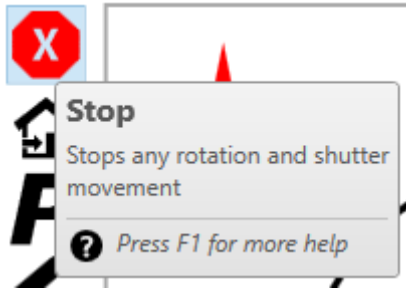 X
Stop
Stops any rotation and shutter
movement
? Press F1 for more help
P